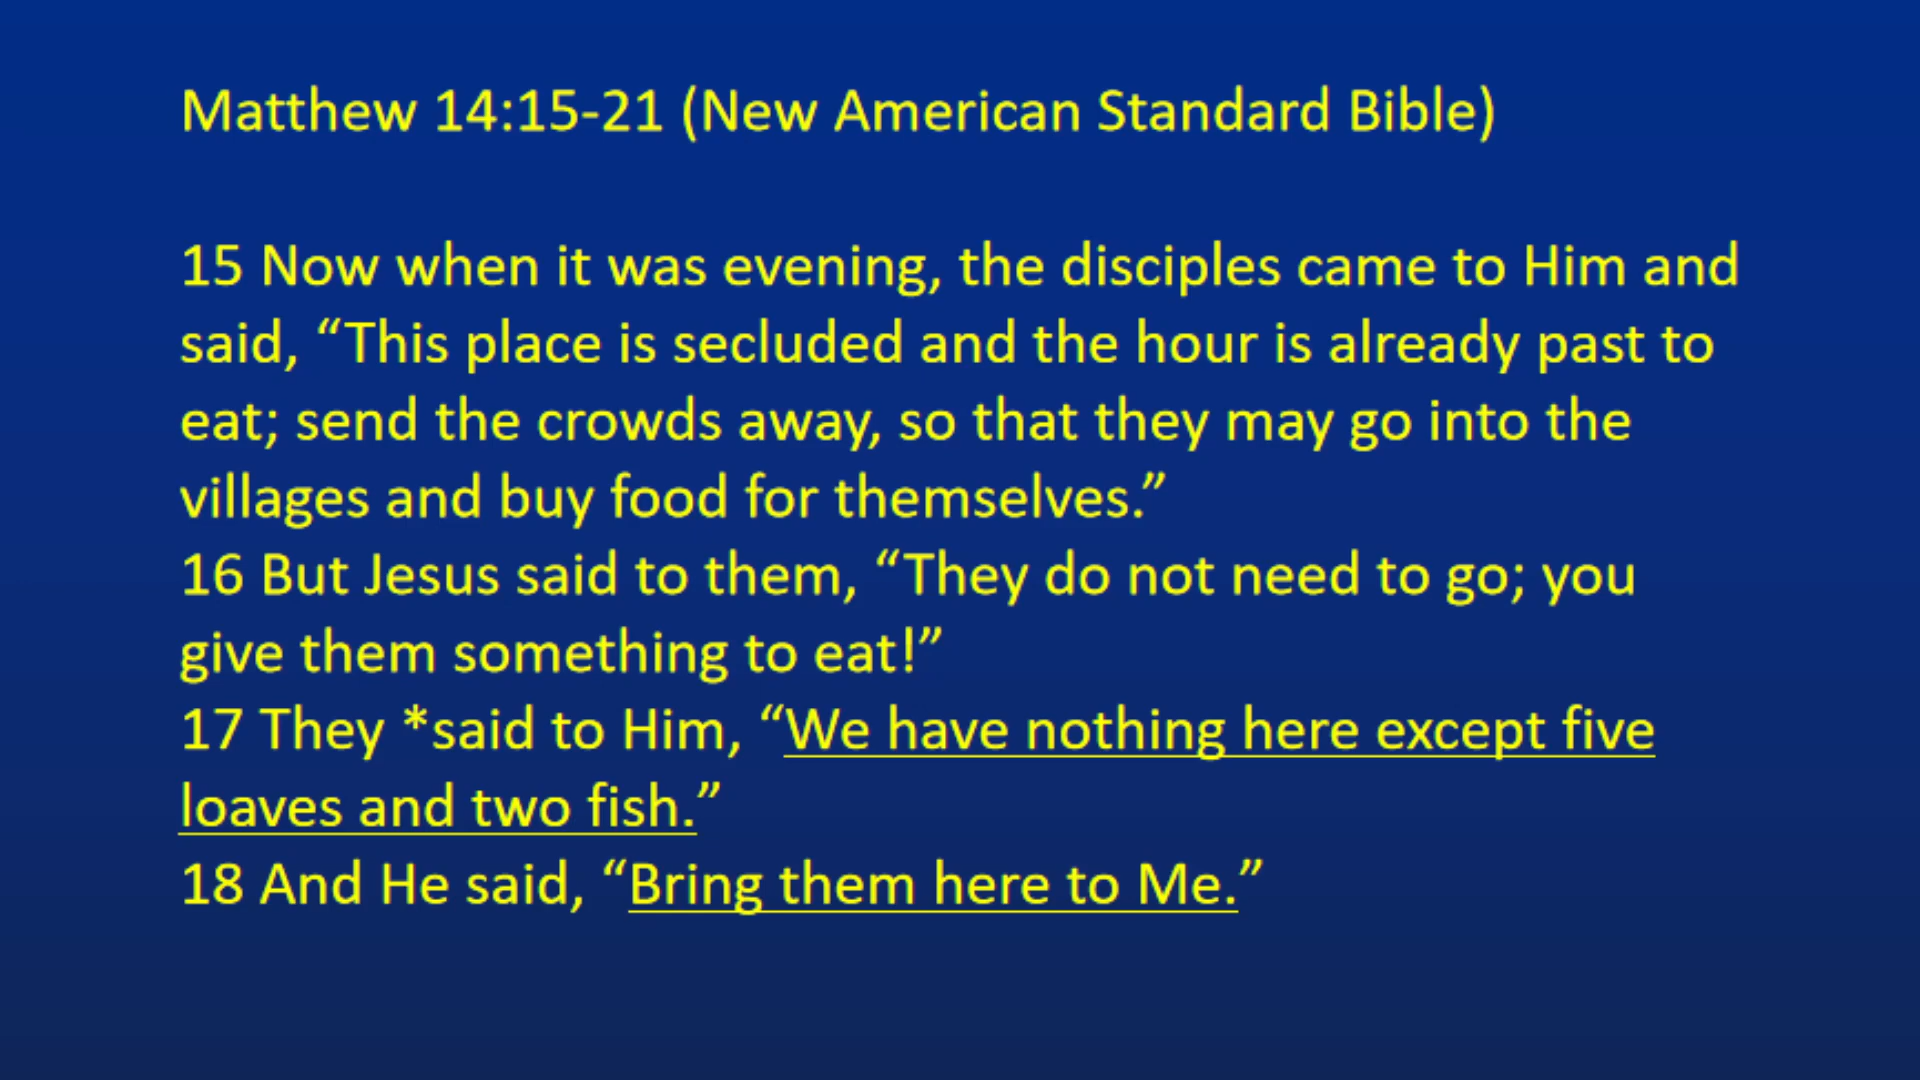 Matthew 14:15-21 (New American Standard Bible)
15 Now when it was evening, the disciples came to Him and
said, “This place is secluded and the hour is already past to
eat; send the crowds away, so that they may go into the
villages and buy food for themselves.”
16 But Jesus said to them, “They do not need to go; you
give them something to eat!”
17 They *said to Him, “We have nothing here except five
loaves and two fish.”
18 And He said, “Bring them here to Me.”